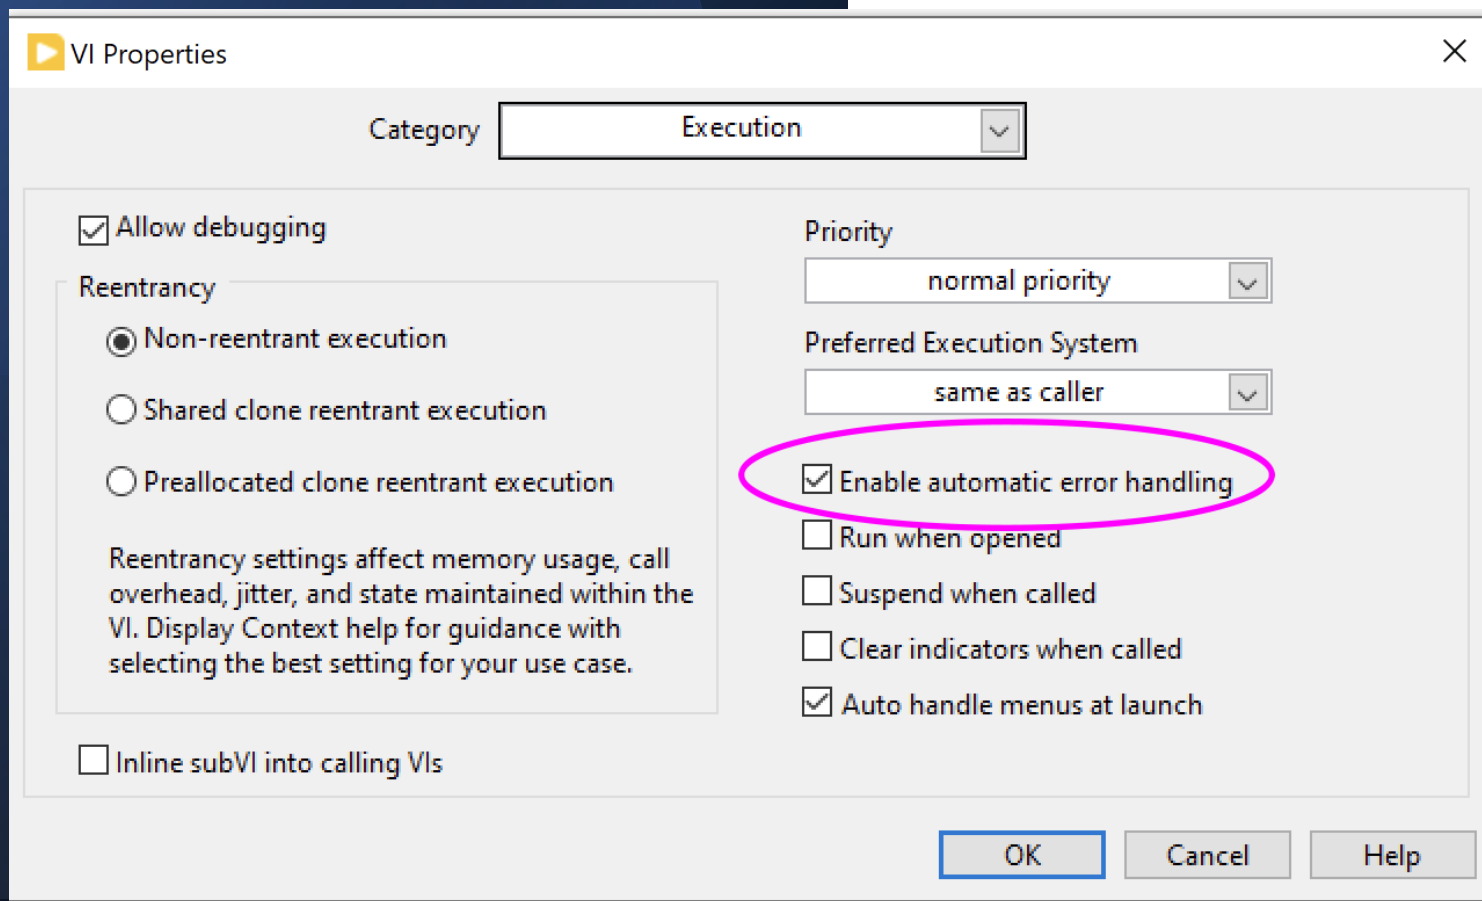 VI Properties
Category
Execution
Allow debugging
Reentrancy
Non-reentrant execution
Shared clone reentrant execution
Preallocated clone reentrant execution
Reentrancy settings affect memory usage, call
overhead, jitter, and state maintained within the
VI. Display Context help for guidance with
selecting the best setting for your use case.
Inline subVI into calling VIs
Priority
normal priority
Preferred Execution System
same as caller
Enable automatic error handling
Run when opened
Suspend when called
Clear indicators when called
Auto handle menus at launch
OK
Cancel
Help